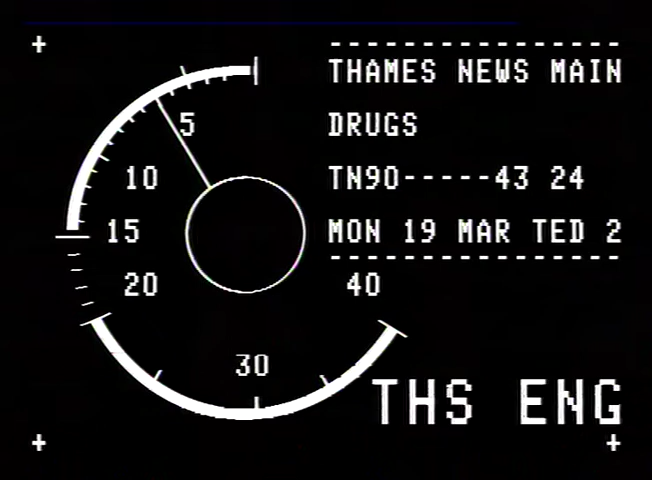 THAMES NEWS MAIN
DRUGS
TN90-----43 24
MON 19 MAR TED 2
5
10
15
20
30
40
THS ENG